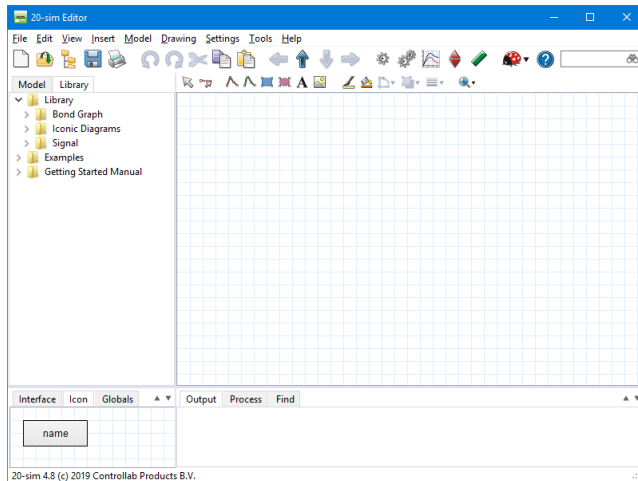 20-sim Editor
File Edit View Insert Model Drawing Settings Tools Help
Model Library
A
Library
Bond Graph
Iconic Diagrams
Signal
Examples
Getting Started Manual
Interface Icon Globals
Output Process Find
name
20-sim 4.8 (c) 2019 Controllab Products B.V.